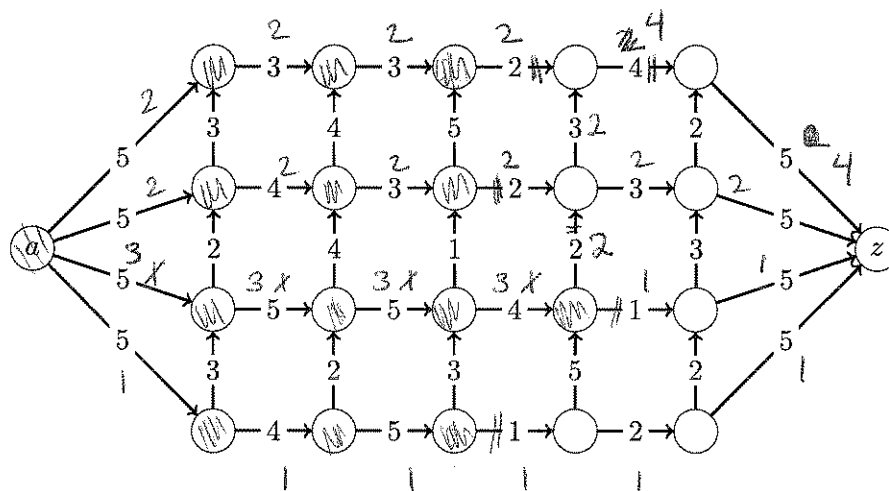 2 2 2 4
3 3 2 4
2
5 3 4 5 3 2 2 5 4
2 2 2 2 2 2
5 4 3 2 3 5
a 3 2 4 1 2 2 3 z
5 3 3 3 1 1 5
5 5 4 1
5 3 2 3 5 2 5
1 4 5 1 2 1
1 1 1 1